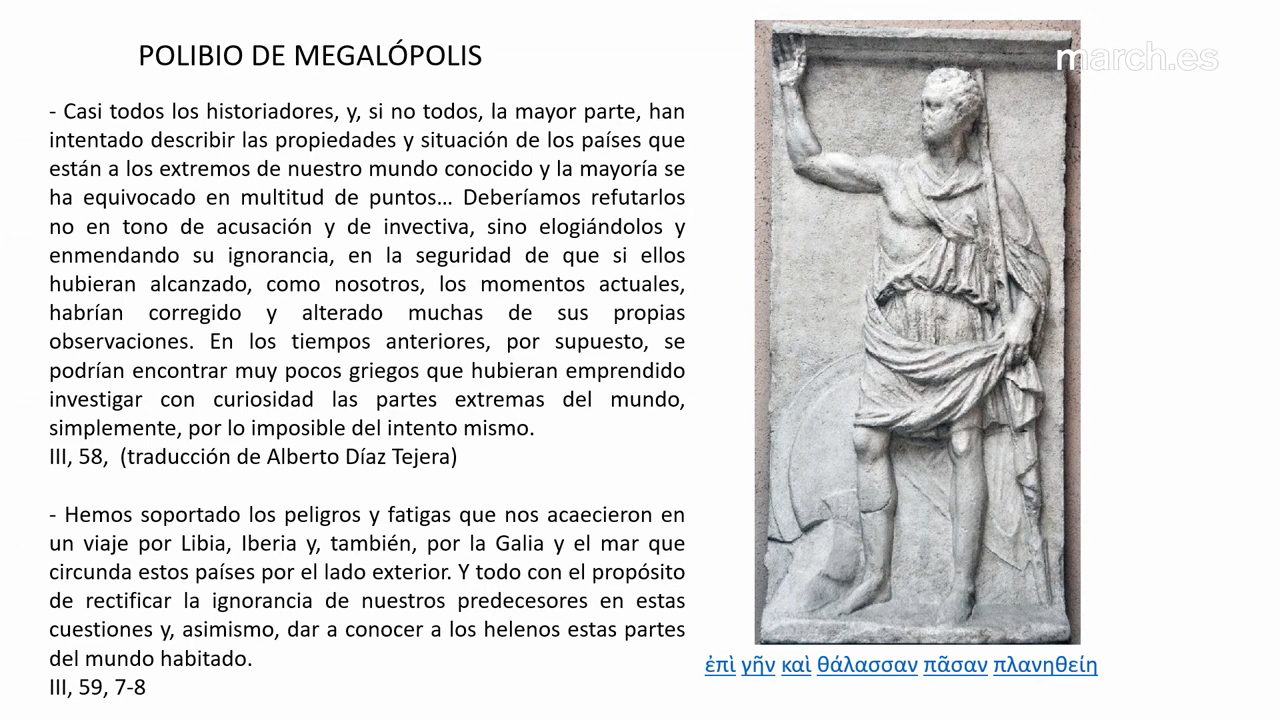 POLIBIO DE MEGALÓPOLIS
- Casi todos los historiadores, y, si no todos, la mayor parte, han
intentado describir las propiedades y situación de los países que
están a los extremos de nuestro mundo conocido y la mayoría se
ha equivocado en multitud de puntos... Deberíamos refutarlos
no en tono de acusación y de invectiva, sino elogiándolos y
enmendando su ignorancia, en la seguridad de que si ellos
hubieran alcanzado, como nosotros, los momentos actuales,
habrían corregido y alterado muchas de sus propias
observaciones. En los tiempos anteriores, por supuesto, se
podrían encontrar muy pocos griegos que hubieran emprendido
investigar con curiosidad las partes extremas del mundo,
simplemente, por lo imposible del intento mismo.
III, 58, (traducción de Alberto Díaz Tejera)
- Hemos soportado los peligros y fatigas que nos acaecieron en
un viaje por Libia, Iberia y, también, por la Galia y el mar que
circunda estos países por el lado exterior. Y todo con el propósito
de rectificar la ignorancia de nuestros predecesores en estas
cuestiones y, asimismo, dar a conocer a los helenos estas partes
del mundo habitado.
III, 59, 7-8
march.es
ἐπὶ γῆν καὶ θάλασσαν πᾶσαν πλανηθείη